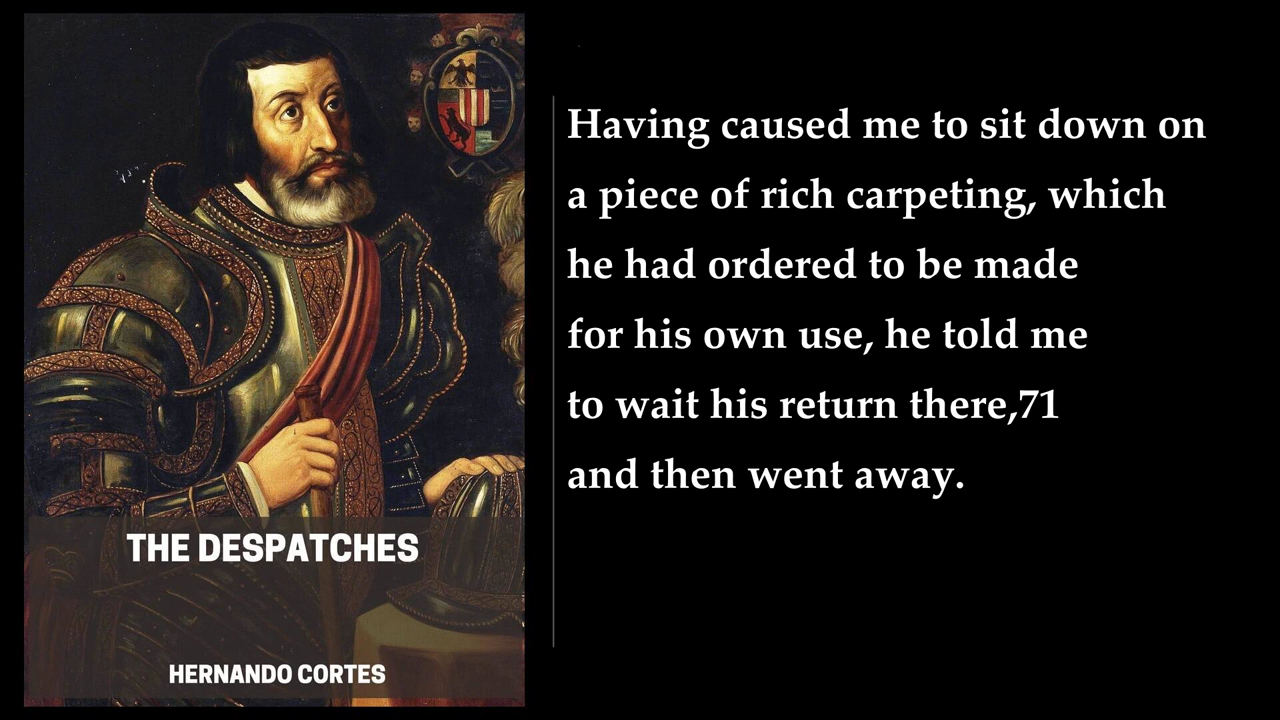 Having caused me to sit down on
a piece of rich carpeting, which
he had ordered to be made
for his own use, he told me
to wait his return there,71
and then went away.
THE DESPATCHES
HERNANDO CORTES